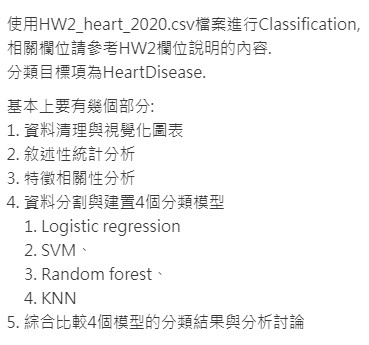 使用HW2_heart_2020.csv檔案進行Classification,
相關欄位請參考HW2欄位說明的內容.
分類目標項為HeartDisease.
基本上要有幾個部分:
1. 資料清理與視覺化圖表
2. 敘述性統計分析
3. 特徵相關性分析
4. 資料分割與建置4個分類模型
1. Logistic regression
2. SVM、
3. Random forest、
4. KNN
5. 綜合比較4個模型的分類結果與分析討論